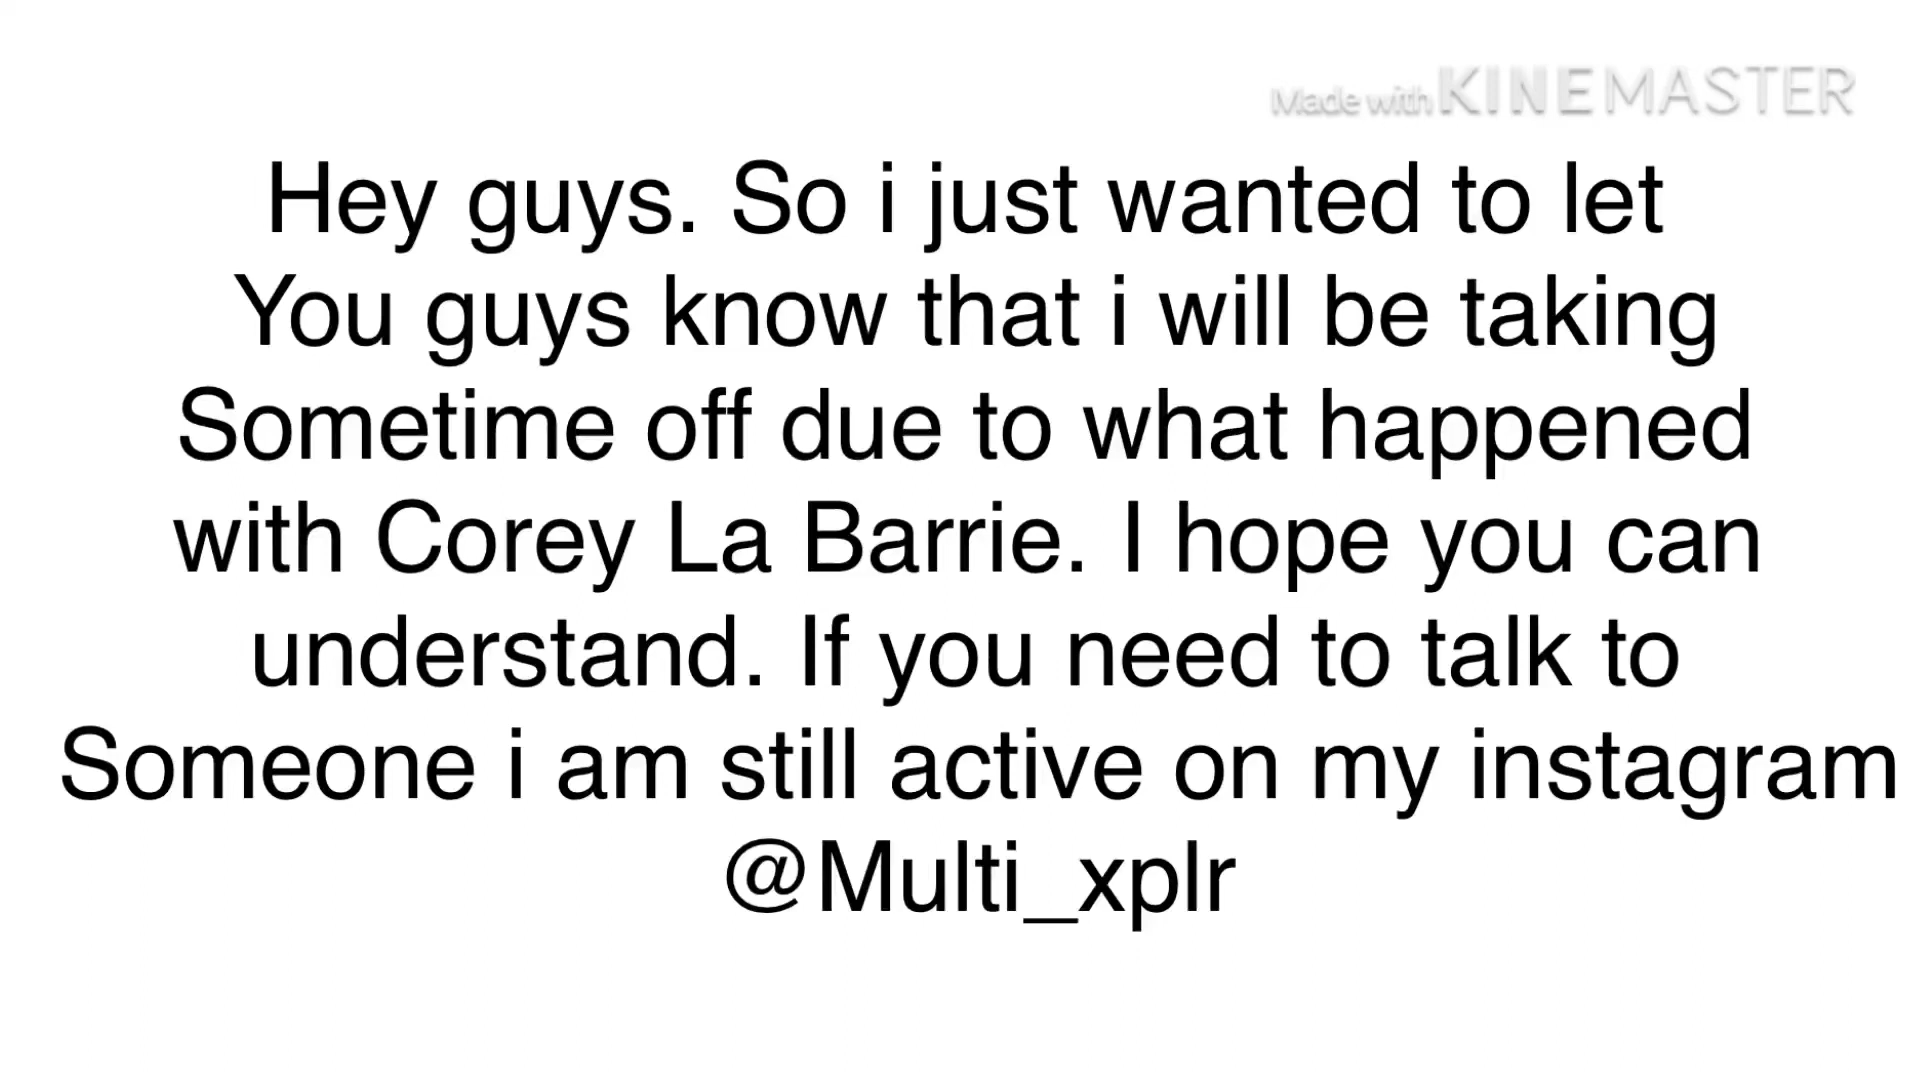 Made with KINEMASTER
Hey guys. So i just wanted to let
You guys know that i will be taking
Sometime off due to what happened
with Corey La Barrie. I hope you can
understand. If you need to talk to
Someone i am still active on my instagram
@Multi_xplr